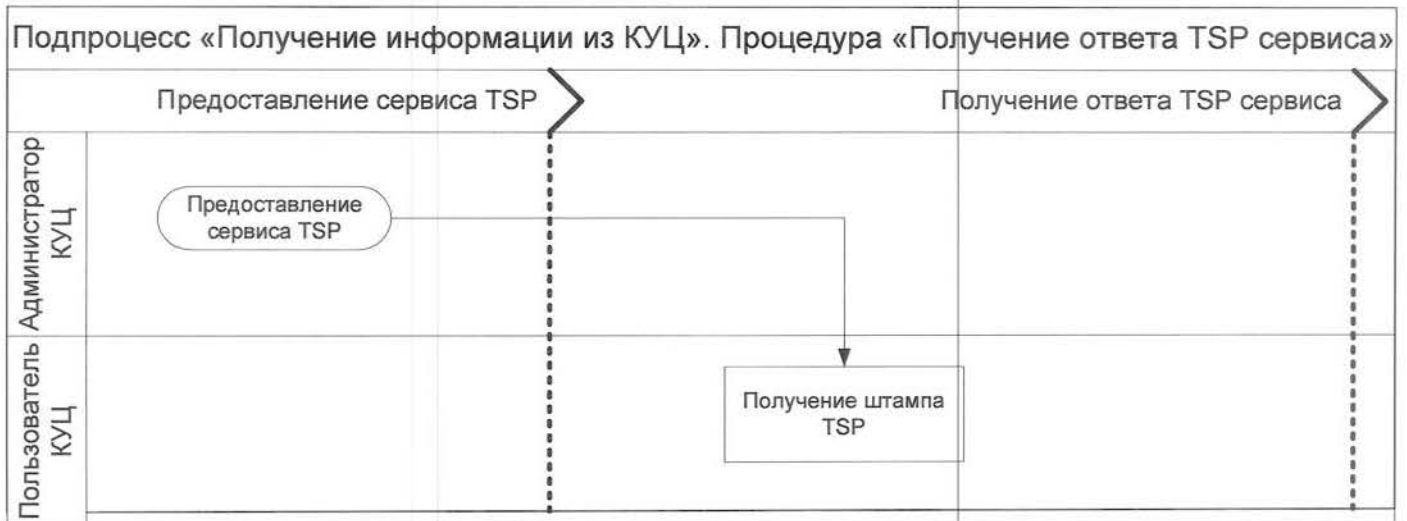 Подпроцесс «Получение информации из КУЦ». Процедура «Получение ответа TSP сервиса»
Предоставление сервиса TSP
Получение ответа TSP сервиса
Администратор
КУЦ
Предоставление
сервиса TSP
Пользователь
КУЦ
Получение штампа
TSP